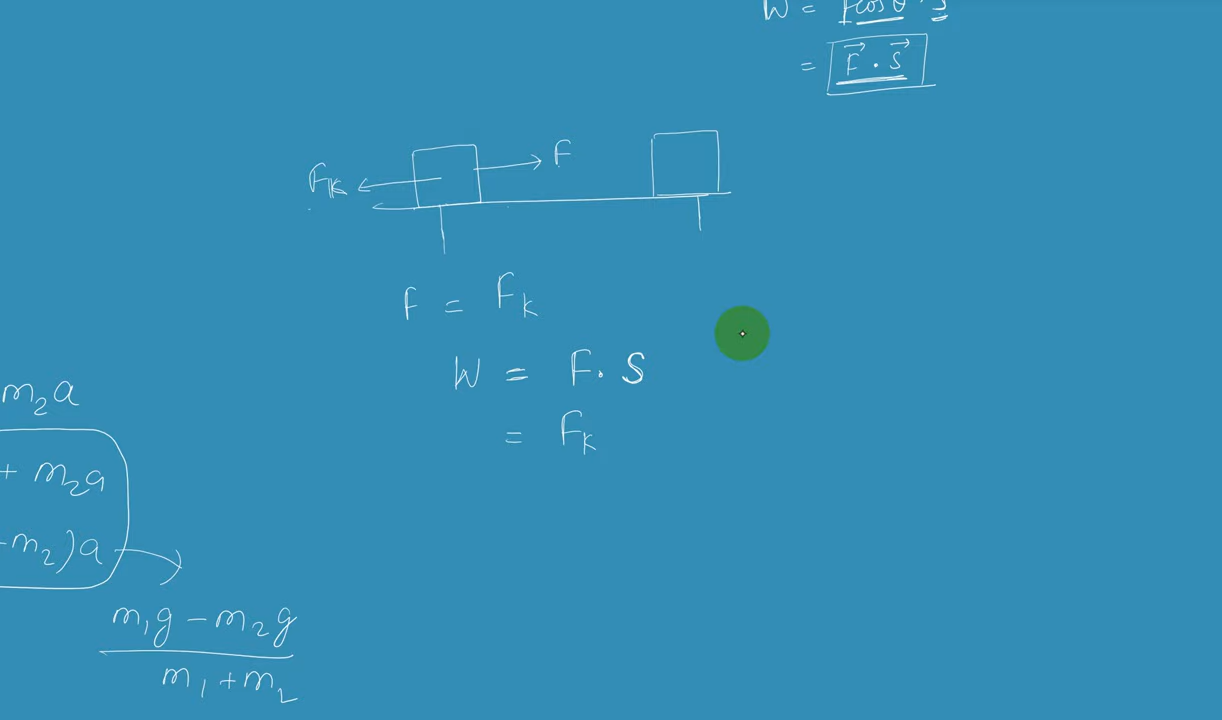 W = Fcos θ · S
= F⃗ · S⃗
F
Fk
F = Fk
W = F. S
= Fk
m₂a
+ m₂a
-m₂)a
m₁g - m₂g
m₁ + m₂